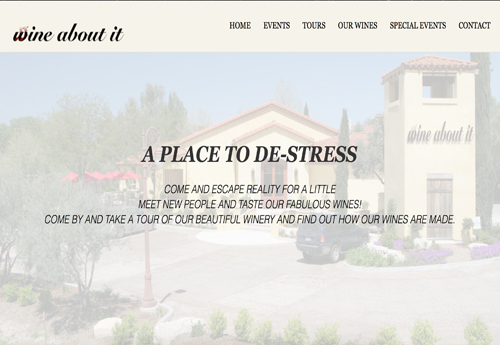 wine about it
HOME EVENTS TOURS OUR WINES SPECIAL EVENTS CONTACT
wine about it
A PLACE TO DE-STRESS
COME AND ESCAPE REALITY FOR A LITTLE
MEET NEW PEOPLE AND TASTE OUR FABULOUS WINES!
COME BY AND TAKE A TOUR OF OUR BEAUTIFUL WINERY AND FIND OUT HOW OUR WINES ARE MADE.